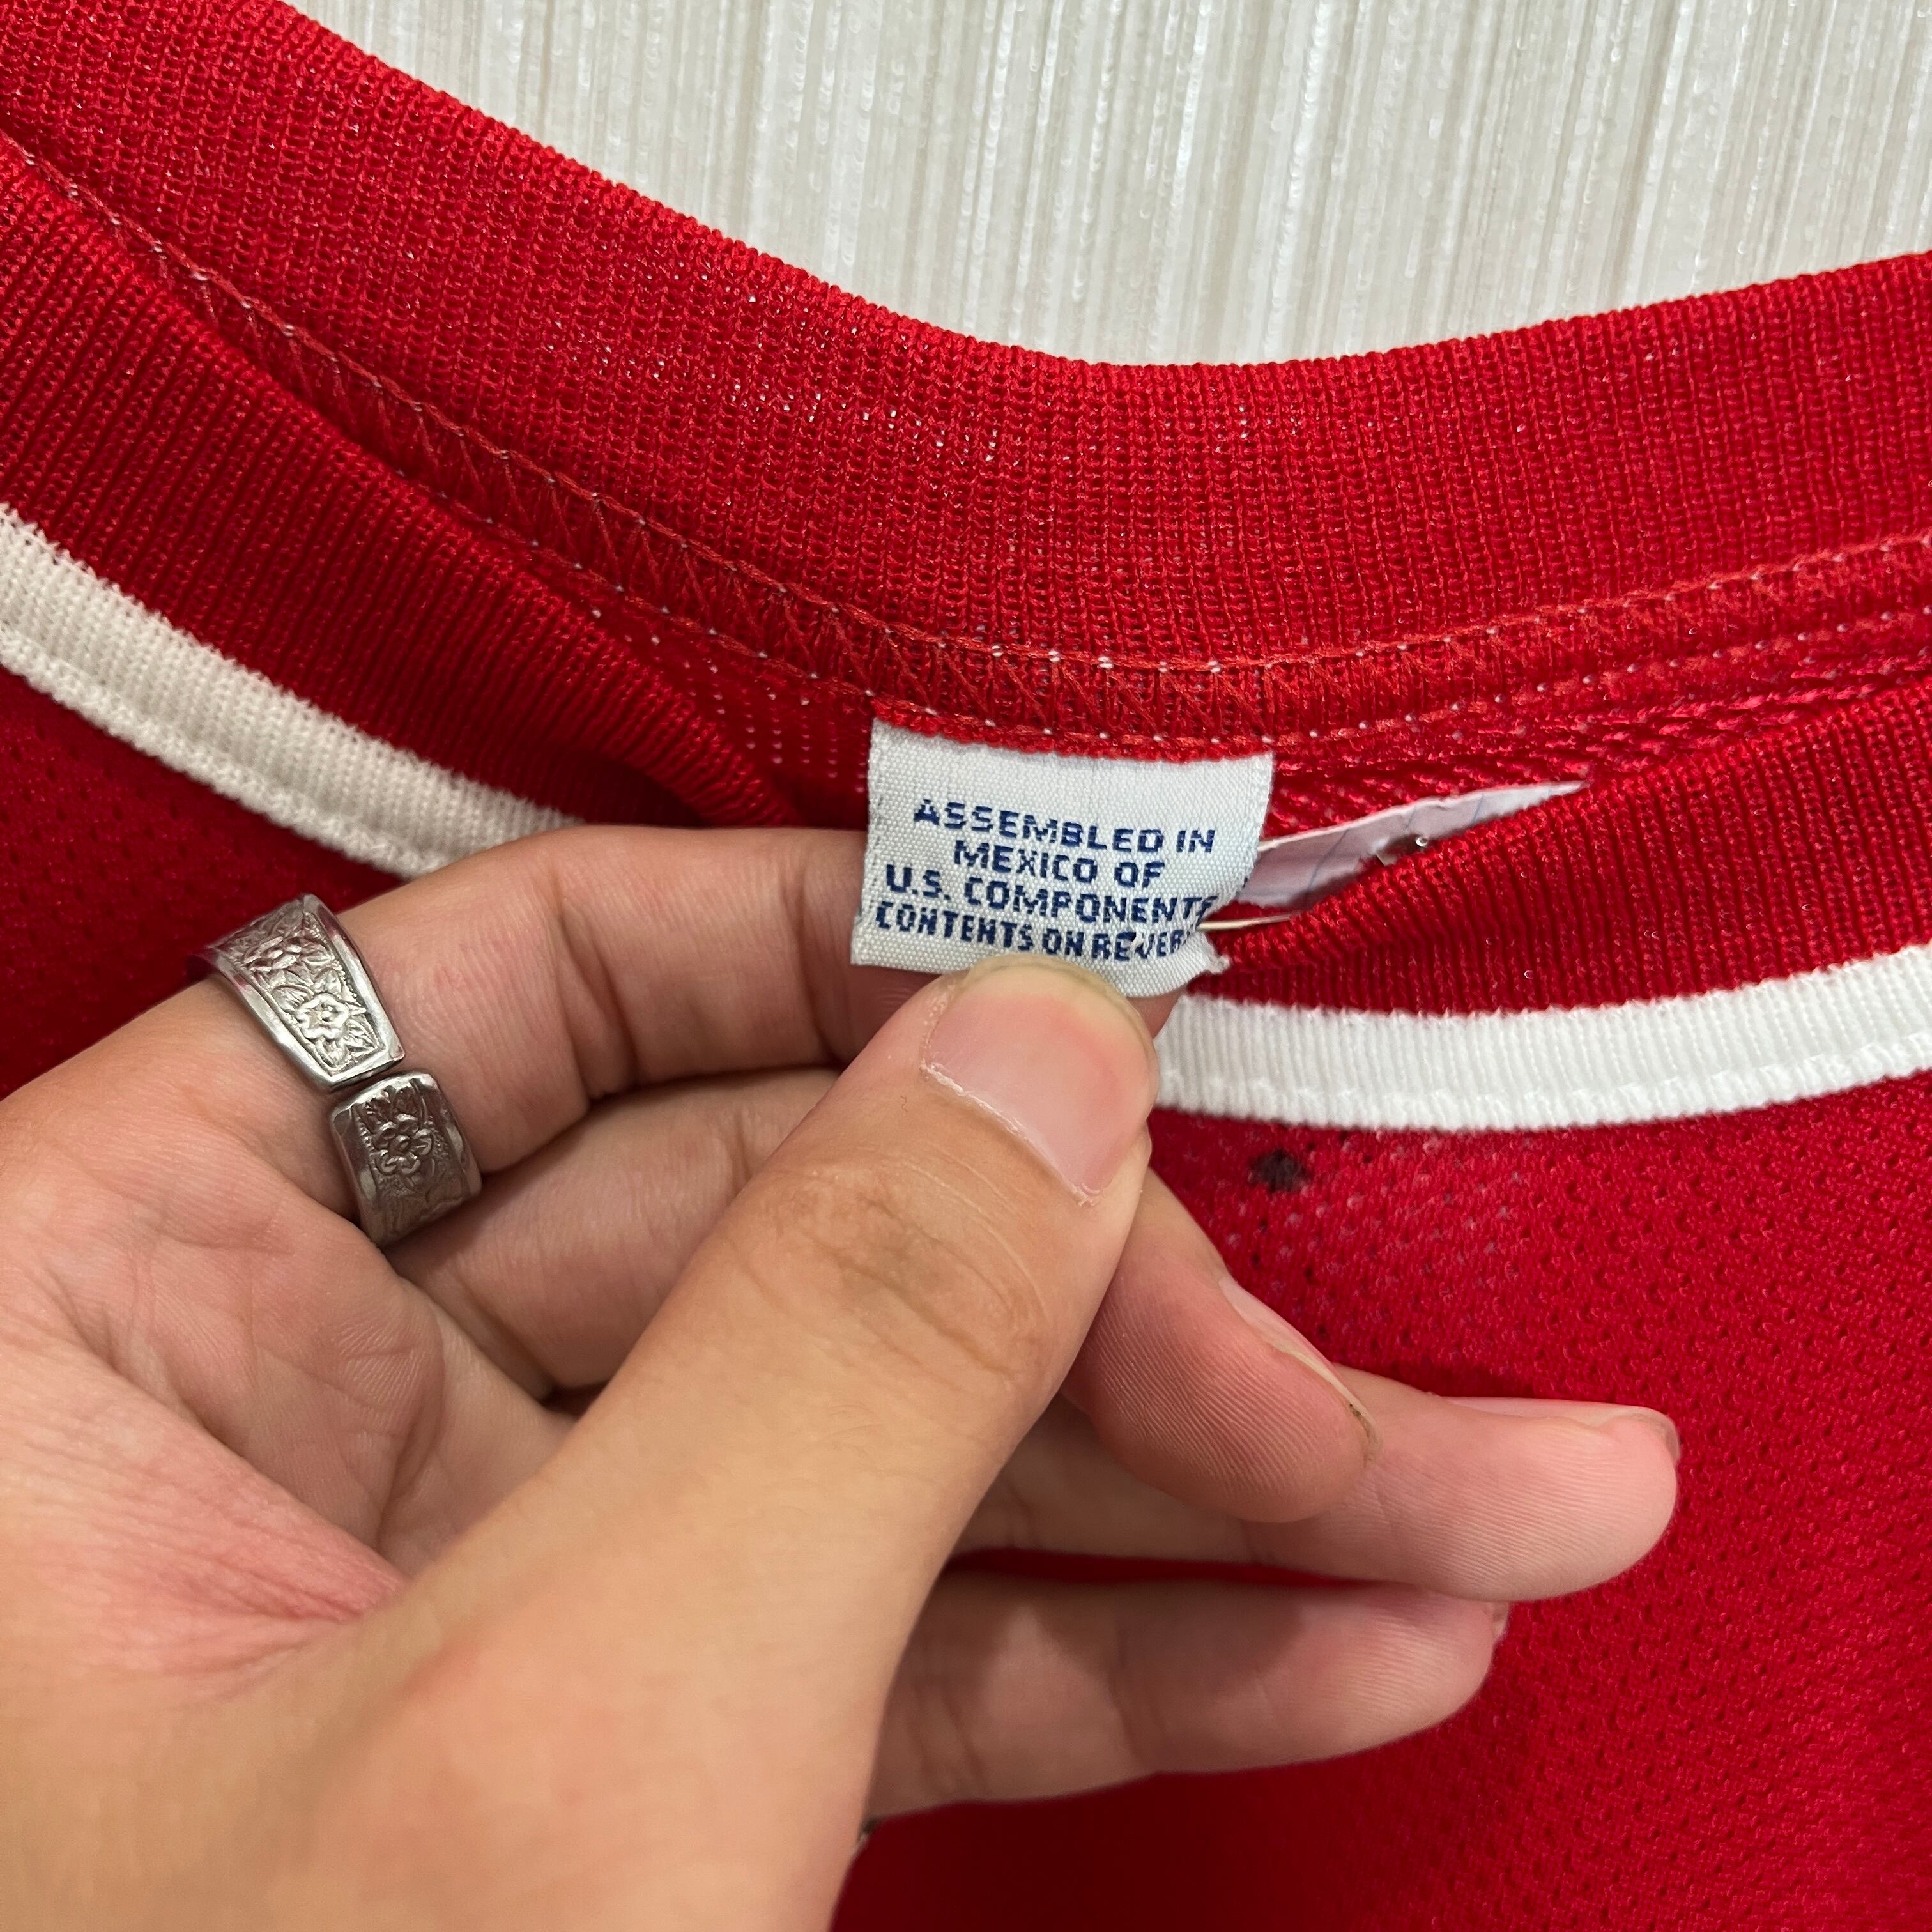 ASSEMBLED IN
MEXICO OF
U.S. COMPONENTS
CONTENTS ON REVERSE